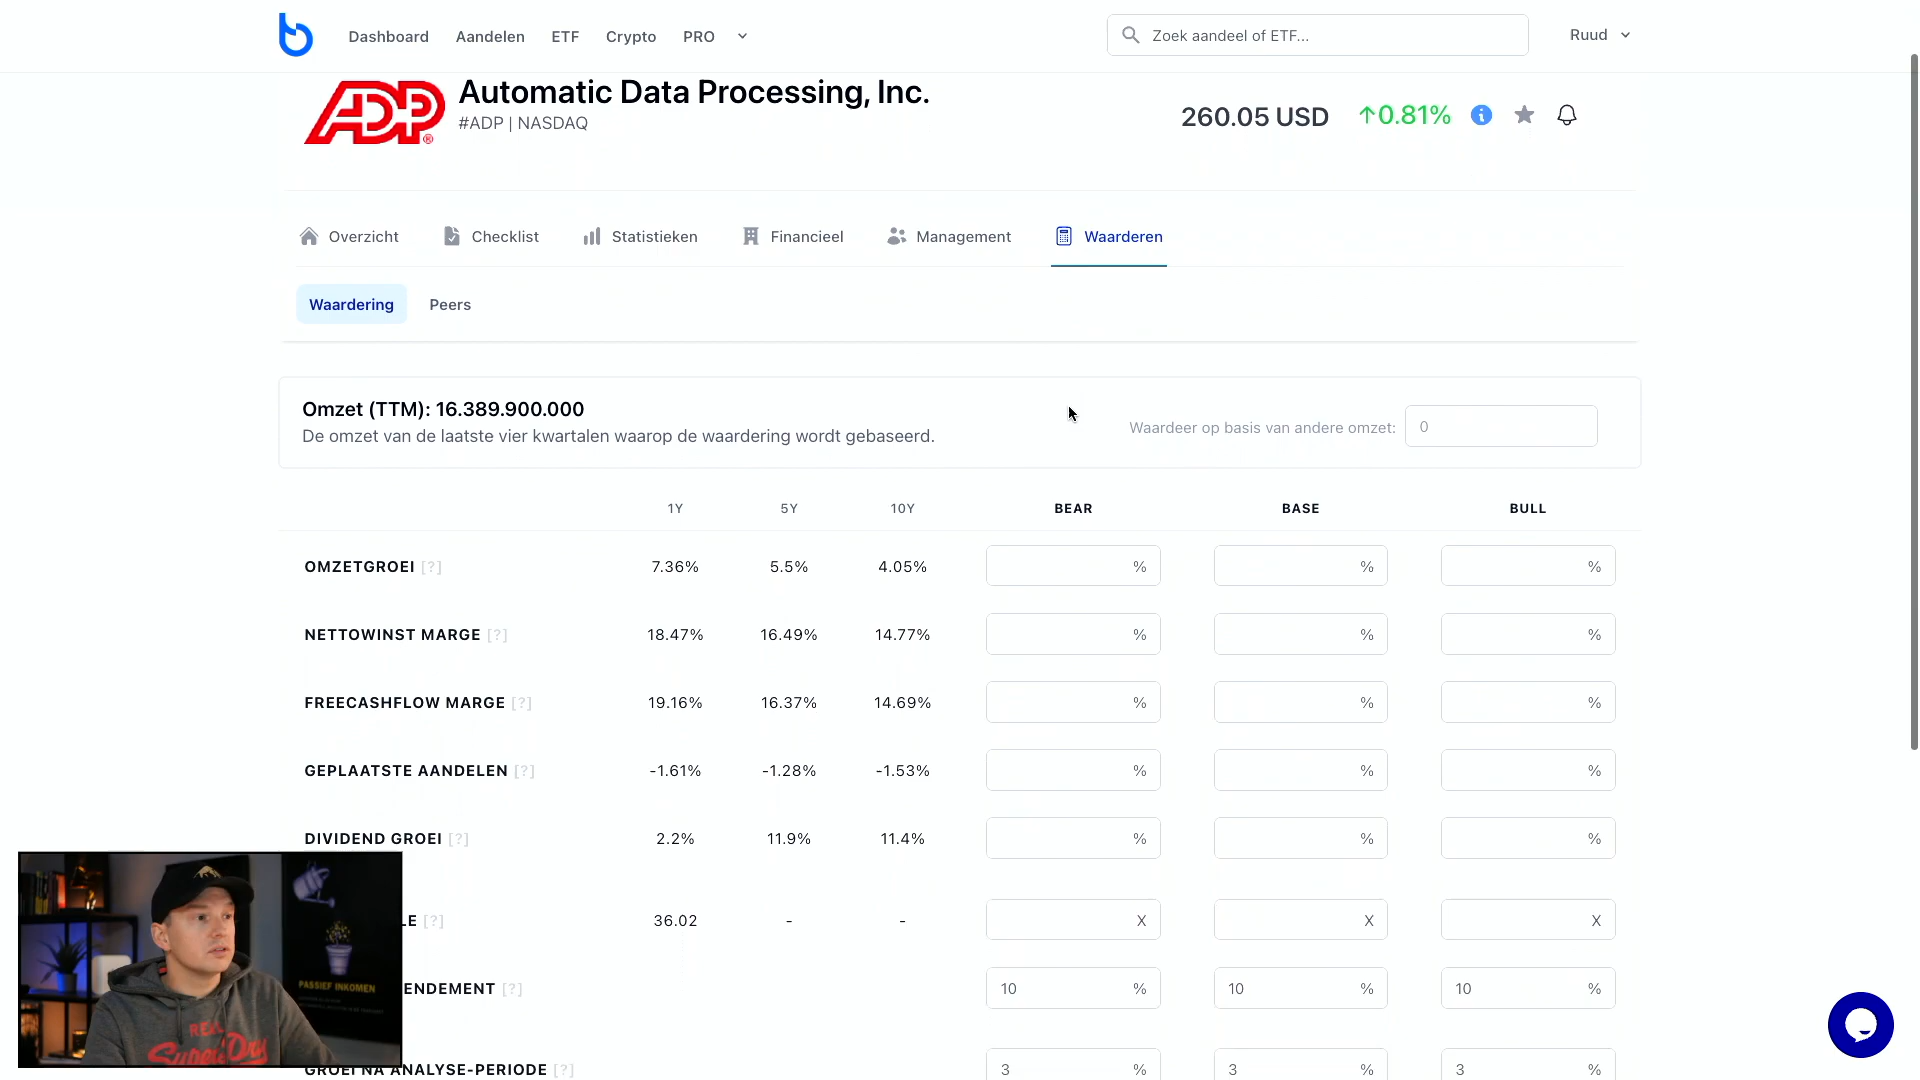 b Dashboard Aandelen ETF Crypto PRO Zoek aandeel of ETF... Ruud
ADP® Automatic Data Processing, Inc.
#ADP | NASDAQ
260.05 USD ↑0.81%
Overzicht Checklist Statistieken Financieel Management Waarderen
Waardering Peers
Omzet (TTM): 16.389.900.000
De omzet van de laatste vier kwartalen waarop de waardering wordt gebaseerd.
Waardeer op basis van andere omzet: 0
1Y 5Y 10Y BEAR BASE BULL
OMZETGROEI [?] 7.36% 5.5% 4.05% % % %
NETTOWINST MARGE [?] 18.47% 16.49% 14.77% % % %
FREECASHFLOW MARGE [?] 19.16% 16.37% 14.69% % % %
GEPLAATSTE AANDELEN [?] -1.61% -1.28% -1.53% % % %
DIVIDEND GROEI [?] 2.2% 11.9% 11.4% % % %
LE [?] 36.02 - - X X X
ENDEMENT [?] 10 % 10 % 10 %
GROEI NA ANALYSE-PERIODE [?] 3 % 3 % 3 %
PASSIEF INKOMEN